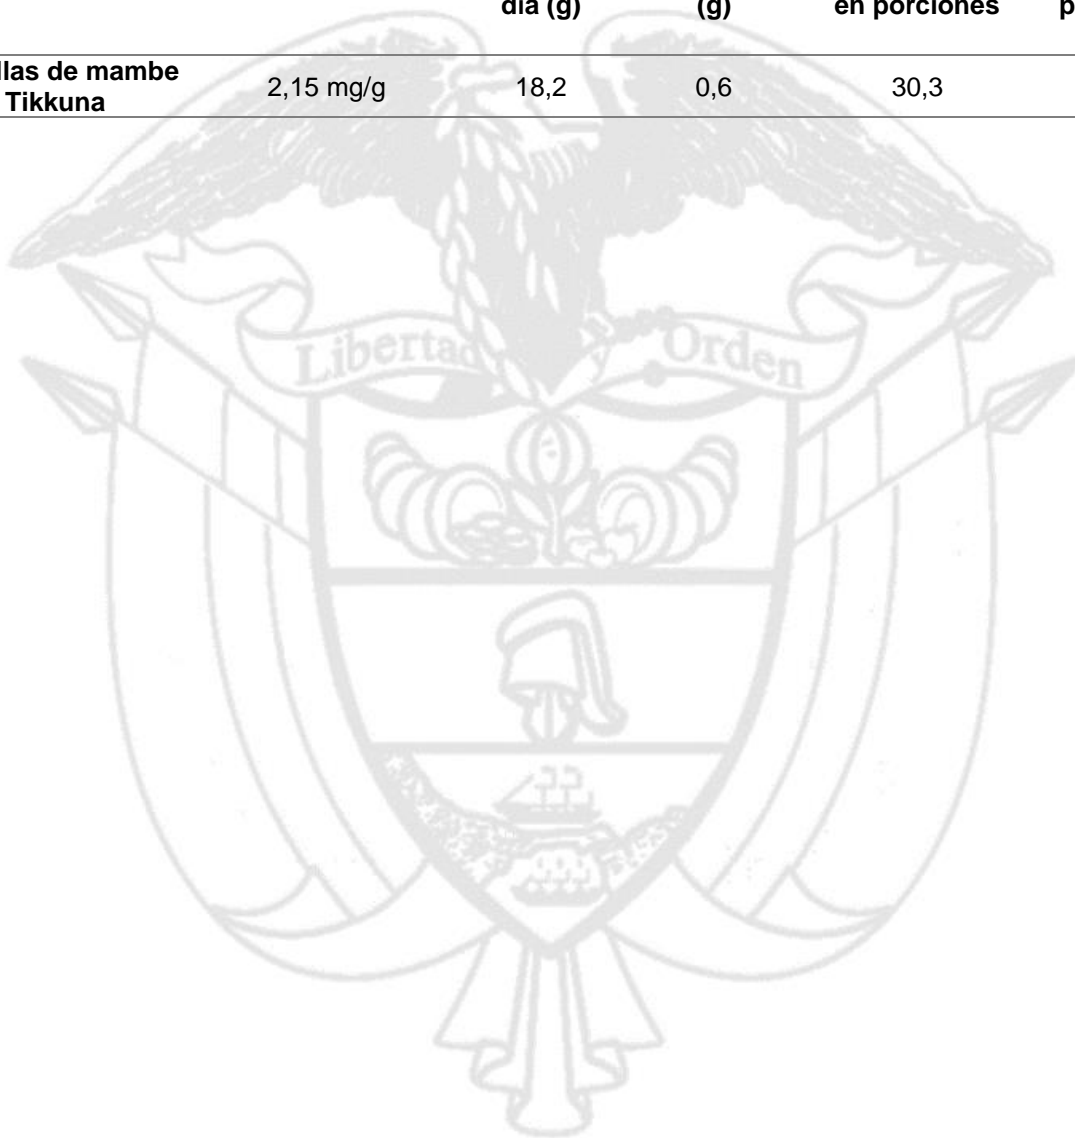 día (g) (g) en porciones
llas de mambe
Tikkuna 2,15 mg/g 18,2 0,6 30,3
Libertad Orden